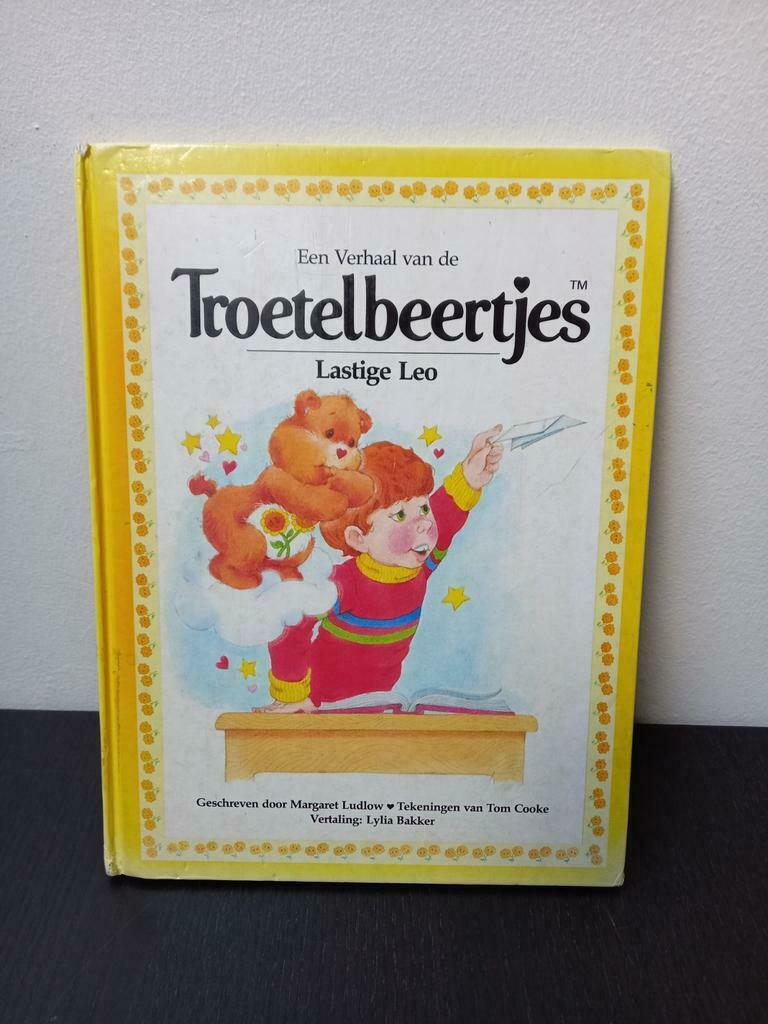 Een Verhaal van de
Troetelbeertjes™
Lastige Leo
Geschreven door Margaret Ludlow ♥ Tekeningen van Tom Cooke
Vertaling: Lylia Bakker